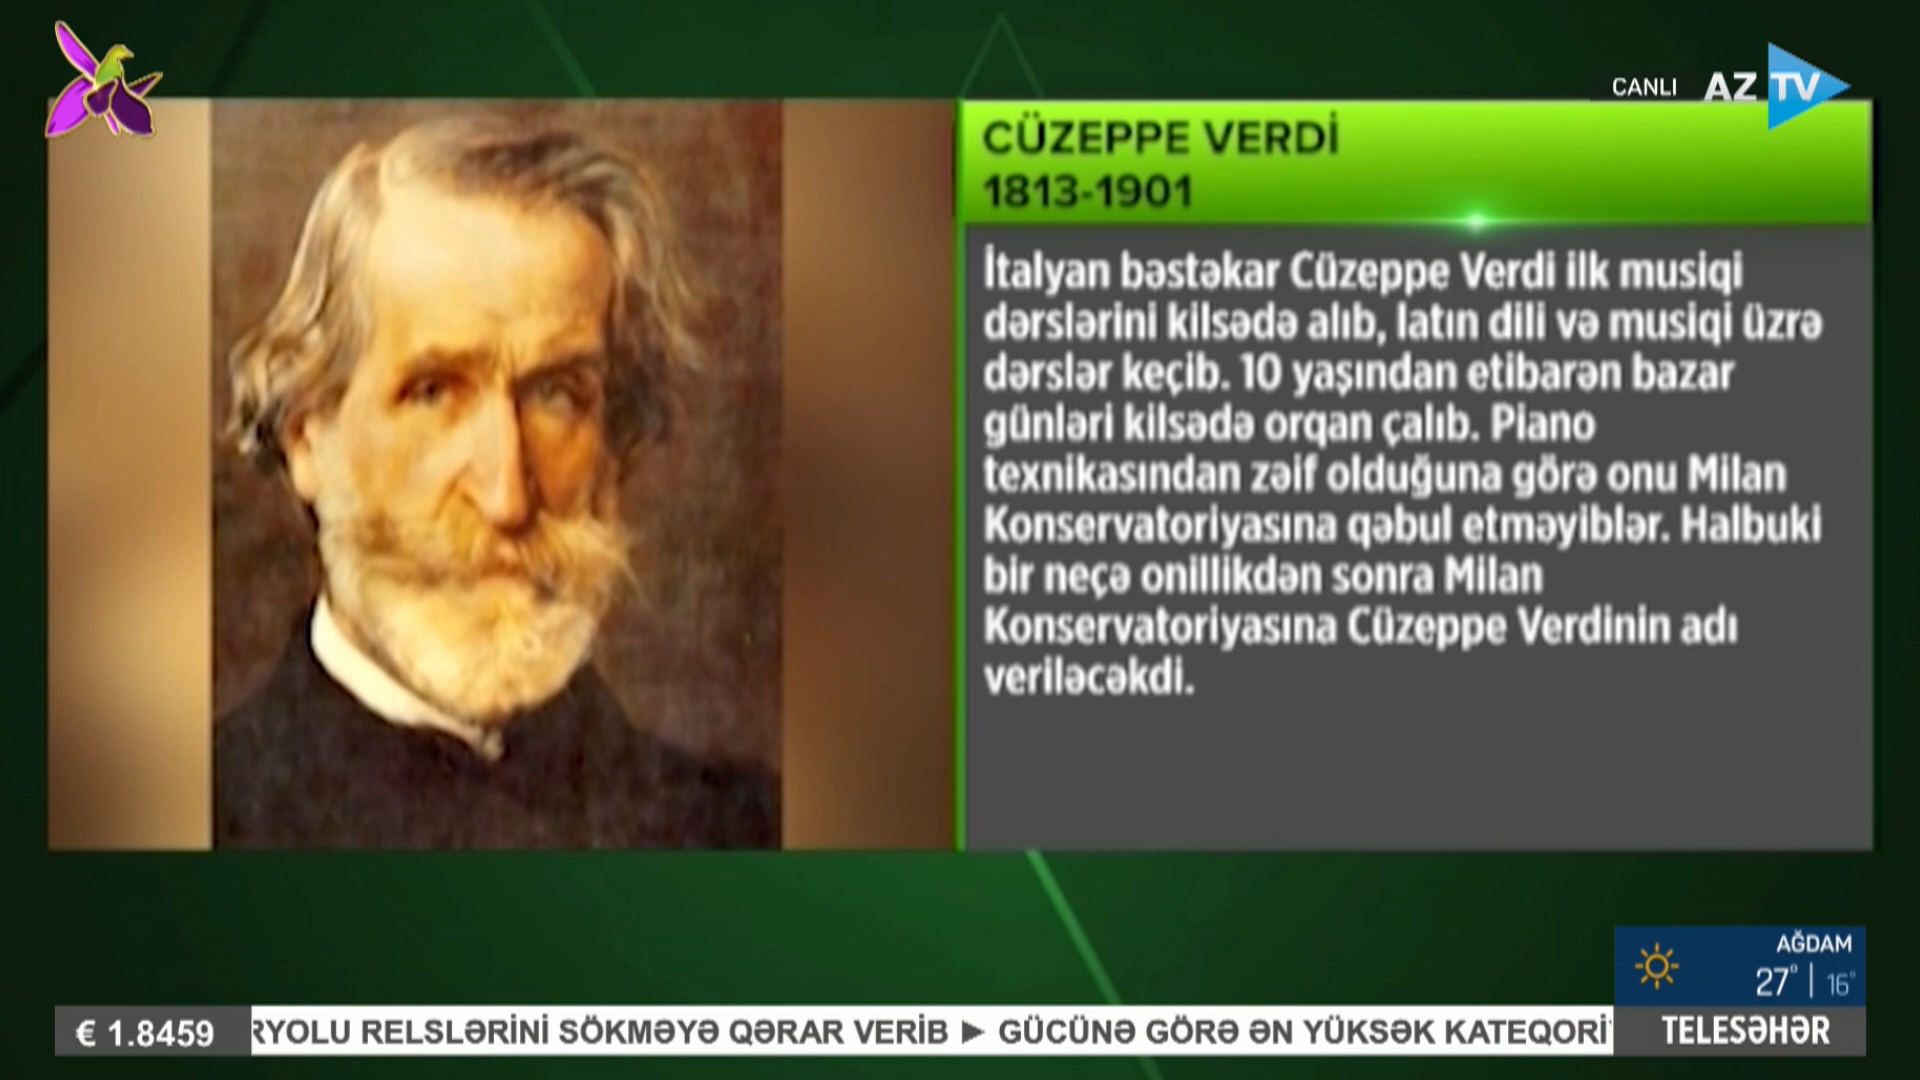 CANLI AZ TV
CÜZEPPE VERDİ
1813-1901
İtalyan bəstəkar Cüzeppe Verdi ilk musiqi
dərslərini kilsədə alıb, latın dili və musiqi üzrə
dərslər keçib. 10 yaşından etibarən bazar
günləri kilsədə orqan çalıb. Piano
texnikasından zəif olduğuna görə onu Milan
Konservatoriyasına qəbul etməyiblər. Halbuki
bir neçə onillikdən sonra Milan
Konservatoriyasına Cüzeppe Verdinin adı
veriləcəkdi.
AĞDAM
27° | 16°
€ 1.8459 RYOLU RELSLƏRİNİ SÖKMƏYƏ QƏRAR VERİB ► GÜCÜNƏ GÖRƏ ƏN YÜKSƏK KATEQORİ
TELESƏHƏR